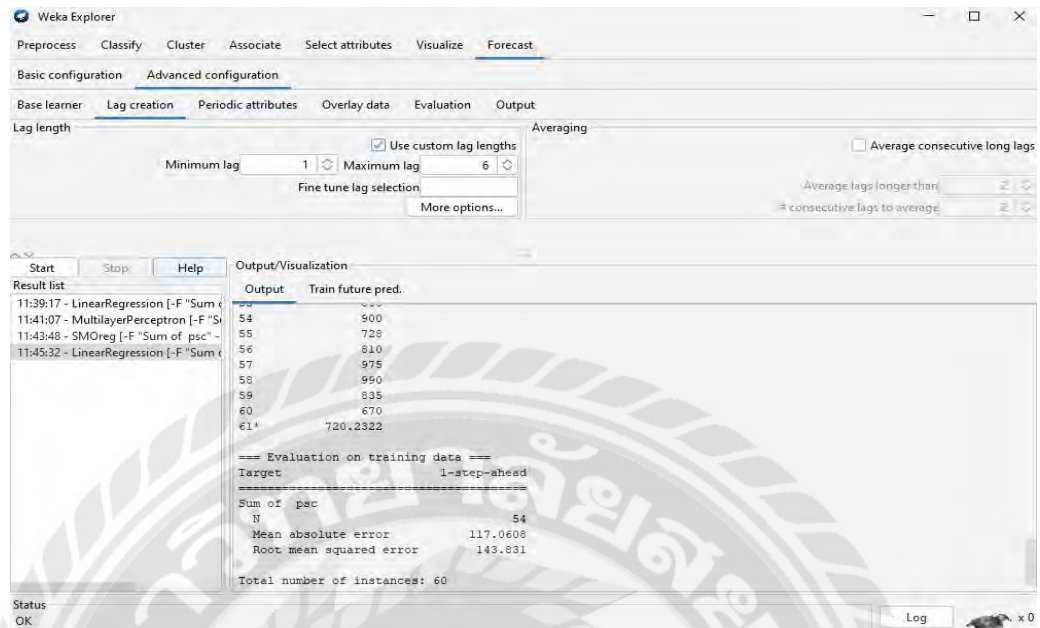 Weka Explorer
Preprocess Classify Cluster Associate Select attributes Visualize Forecast
Basic configuration Advanced configuration
Base learner Lag creation Periodic attributes Overlay data Evaluation Output
Lag length
Averaging
Use custom lag lengths
Average consecutive long lags
Minimum lag 1 Maximum lag 6
Average lags longer than 2
Fine tune lag selection
# consecutive lags to average 2
More options...
Start Stop Help
Output/Visualization
Result list
Output Train future pred.
11:39:17 - LinearRegression [-F "Sum
11:41:07 - MultilayerPerceptron [-F "S
11:43:48 - SMOreg [-F "Sum of psc" -
11:45:32 - LinearRegression [-F "Sum
54 900
55 728
56 810
57 975
58 990
59 835
60 670
61* 720.2322
=== Evaluation on training data ===
Target 1-step-ahead
=======================================
Sum of psc
N 54
Mean absolute error 117.0608
Root mean squared error 143.831
Total number of instances: 60
Status
OK
Log x 0